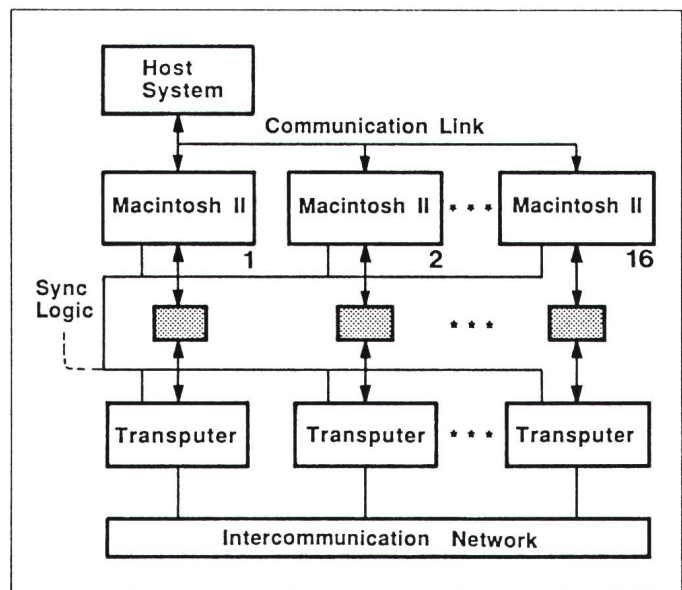 Host
System
Communication Link
Macintosh II
Macintosh II
* * *
Macintosh II
1
2
16
Sync
Logic
* * *
Transputer
Transputer
* * *
Transputer
Intercommunication Network